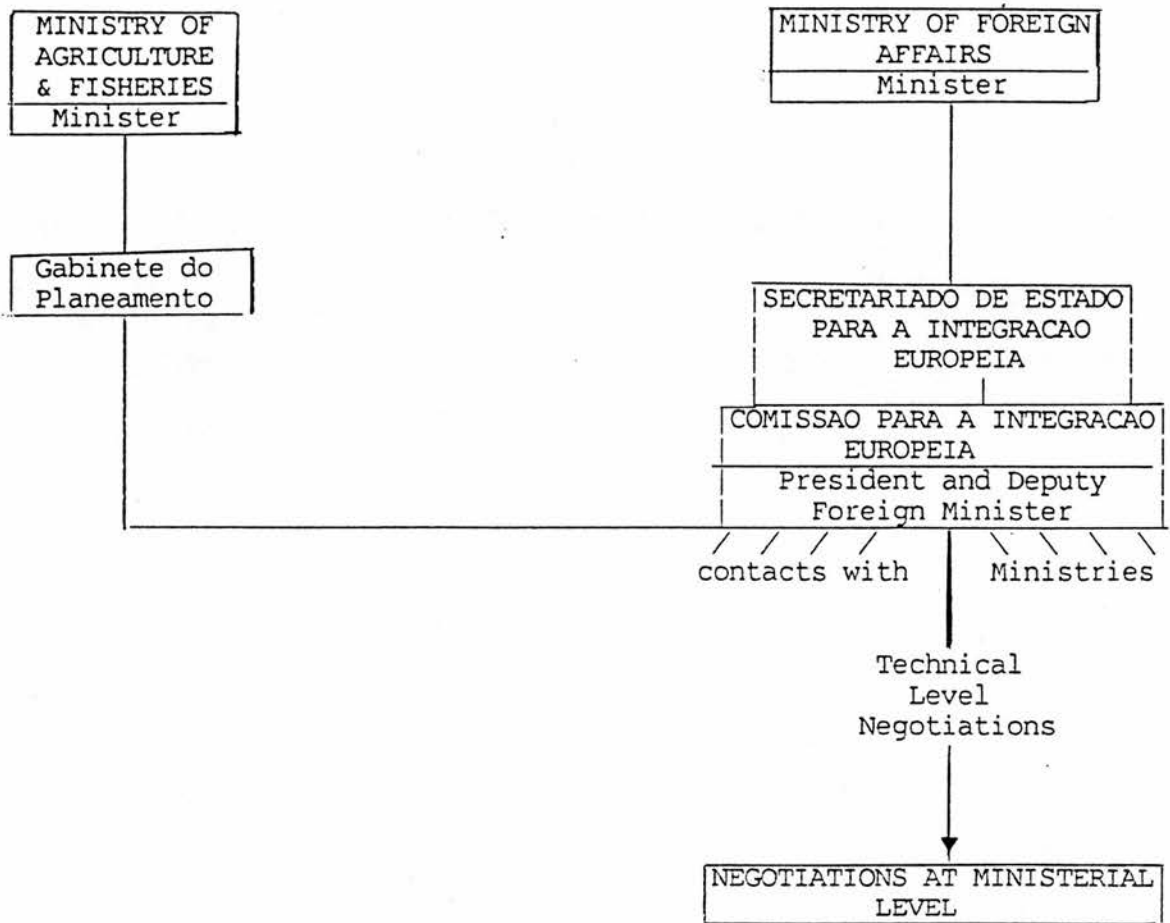 MINISTRY OF
AGRICULTURE
& FISHERIES
Minister
Gabinete do
Planeamento
MINISTRY OF FOREIGN
AFFAIRS
Minister
SECRETARIADO DE ESTADO
PARA A INTEGRACAO
EUROPEIA
COMISSAO PARA A INTEGRACAO
EUROPEIA
President and Deputy
Foreign Minister
contacts with Ministries
Technical
Level
Negotiations
NEGOTIATIONS AT MINISTERIAL
LEVEL